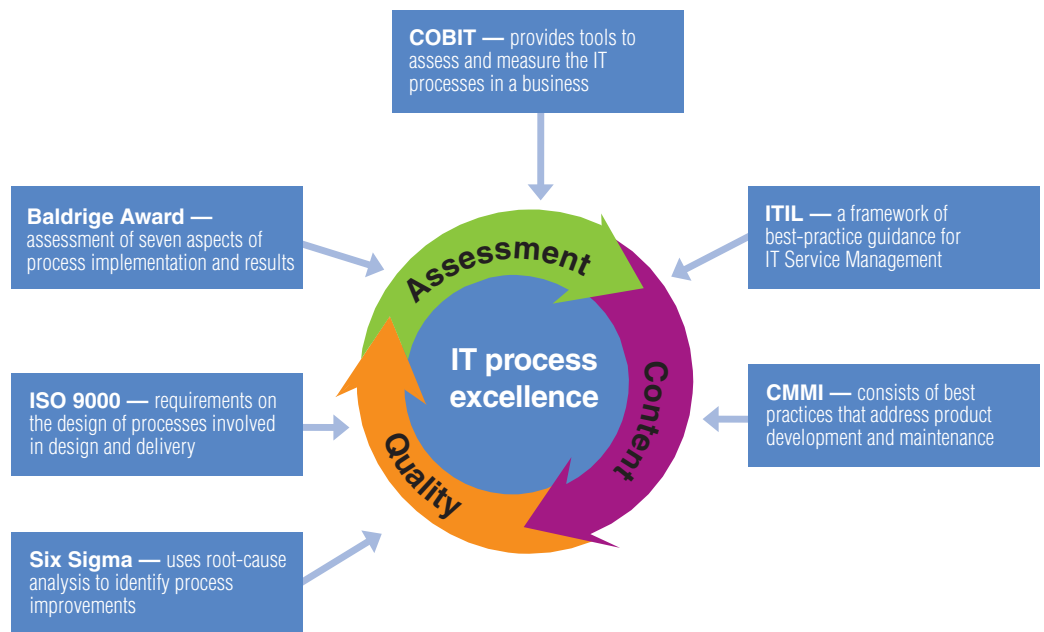 COBIT — provides tools to
assess and measure the IT
processes in a business
Baldrige Award —
assessment of seven aspects of
process implementation and results
ITIL — a framework of
best-practice guidance for
IT Service Management
Assessment
IT process
excellence
Content
Quality
ISO 9000 — requirements on
the design of processes involved
in design and delivery
CMMI — consists of best
practices that address product
development and maintenance
Six Sigma — uses root-cause
analysis to identify process
improvements